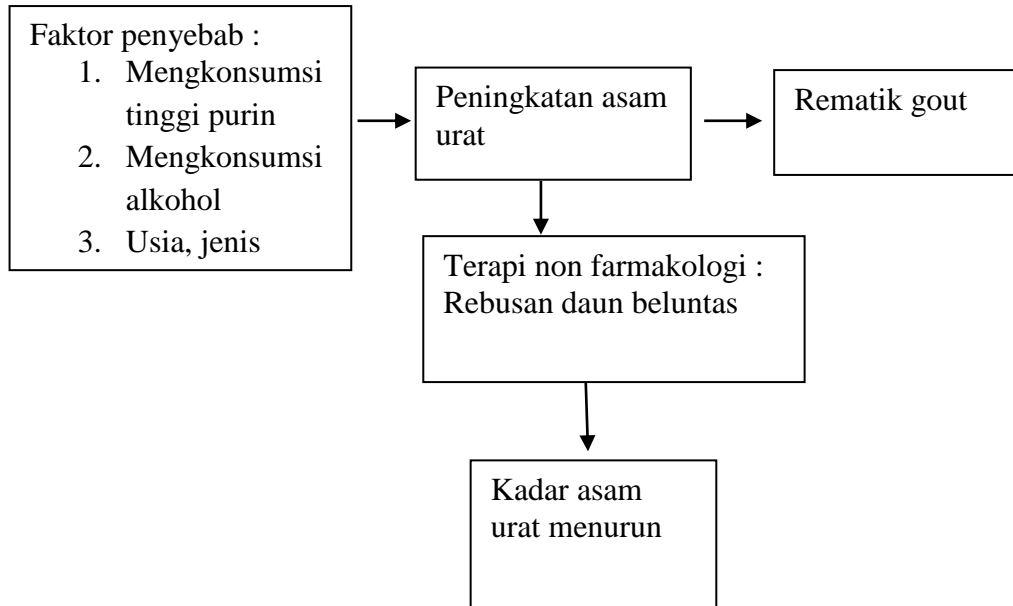 Faktor penyebab :
1. Mengkonsumsi
tinggi purin
2. Mengkonsumsi
alkohol
3. Usia, jenis
Peningkatan asam
urat
Rematik gout
Terapi non farmakologi :
Rebusan daun beluntas
Kadar asam
urat menurun